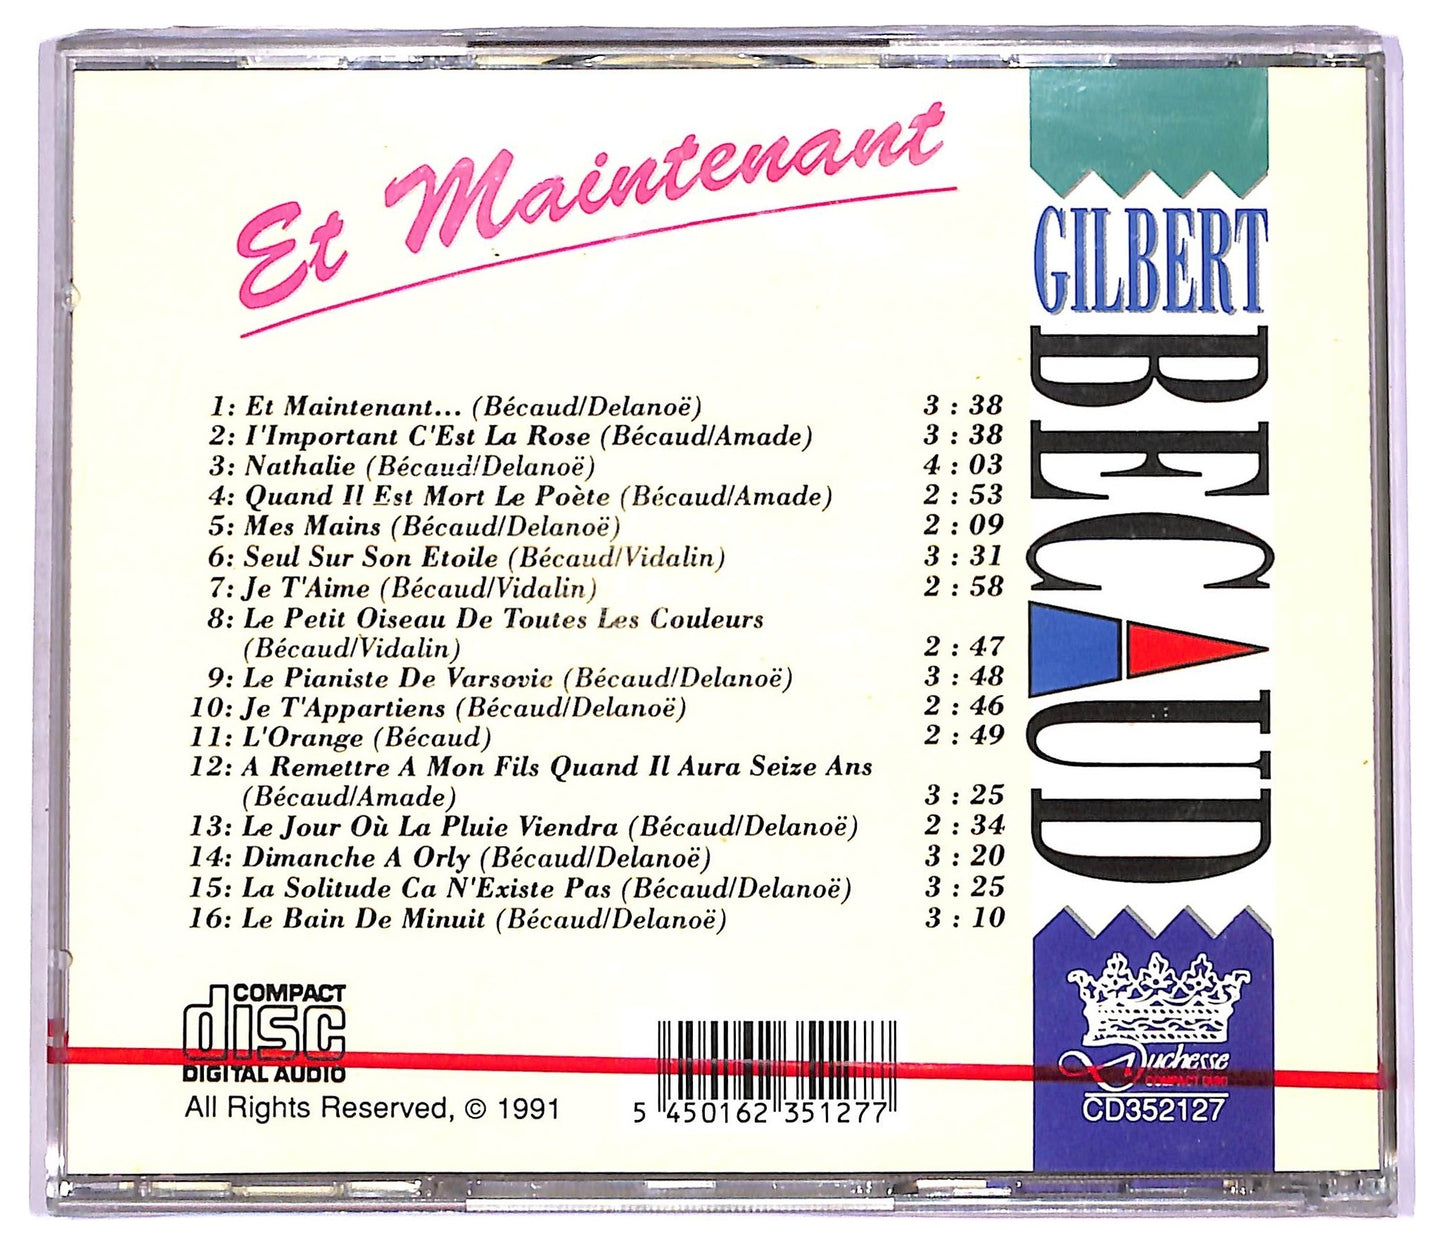 Et Maintenant
GILBERT
BECAUD
1: Et Maintenant... (Bécaud/Delanoë) 3 : 38
2: I'Important C'Est La Rose (Bécaud/Amade) 3 : 38
3: Nathalie (Bécaud/Delanoë) 4 : 03
4: Quand Il Est Mort Le Poète (Bécaud/Amade) 2 : 53
5: Mes Mains (Bécaud/Delanoë) 2 : 09
6: Seul Sur Son Etoile (Bécaud/Vidalin) 3 : 31
7: Je T'Aime (Bécaud/Vidalin) 2 : 58
8: Le Petit Oiseau De Toutes Les Couleurs
(Bécaud/Vidalin) 2 : 47
9: Le Pianiste De Varsovie (Bécaud/Delanoë) 3 : 48
10: Je T'Appartiens (Bécaud/Delanoë) 2 : 46
11: L'Orange (Bécaud) 2 : 49
12: A Remettre A Mon Fils Quand Il Aura Seize Ans
(Bécaud/Amade) 3 : 25
13: Le Jour Où La Pluie Viendra (Bécaud/Delanoë) 2 : 34
14: Dimanche A Orly (Bécaud/Delanoë) 3 : 20
15: La Solitude Ca N'Existe Pas (Bécaud/Delanoë) 3 : 25
16: Le Bain De Minuit (Bécaud/Delanoë) 3 : 10
COMPACT
disc
DIGITAL AUDIO
All Rights Reserved, © 1991
5 450162 351277
Duchesse
COMPACT DISC
CD352127